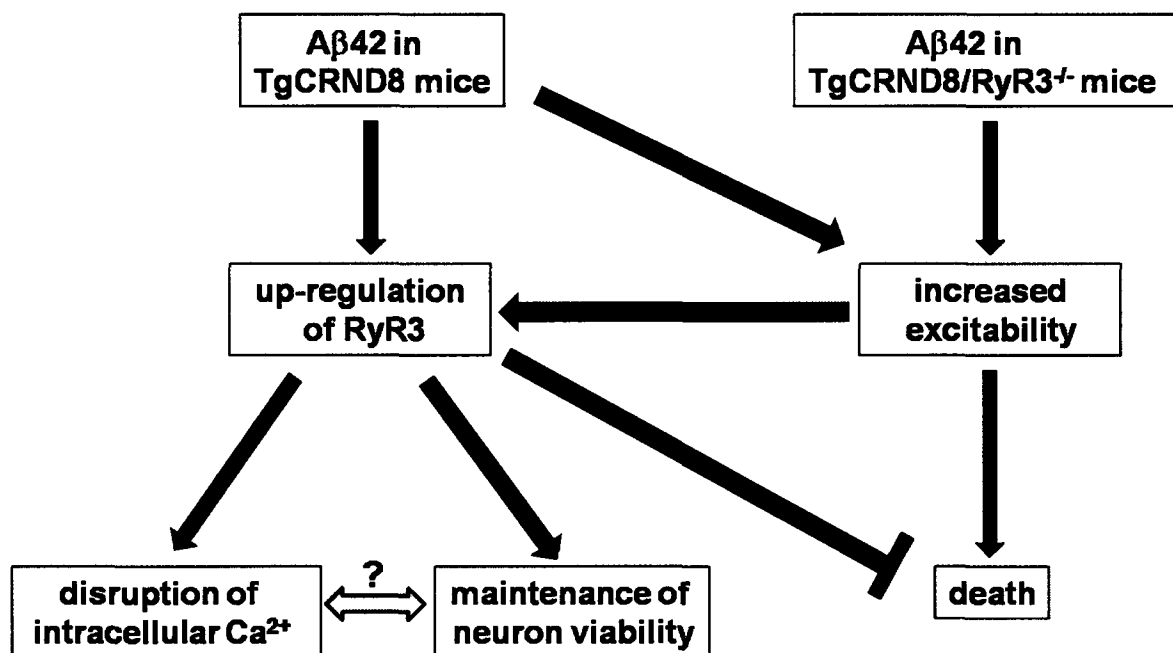 Aβ42 in
TgCRND8 mice
Aβ42 in
TgCRND8/RyR3⁻/⁻ mice
up-regulation
of RyR3
increased
excitability
disruption of
intracellular Ca²⁺
?
maintenance of
neuron viability
death